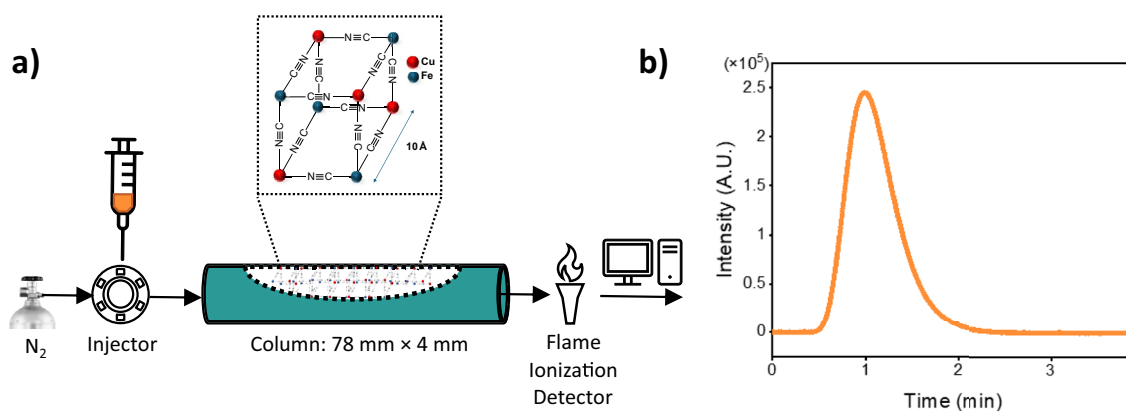 a)
N≡C
Cu
Fe
C≡N
N≡C
C≡N
C≡N
C≡N
C≡N
N≡C
N≡C
N≡C
C≡N
10 Å
N≡C
N₂
Injector
Column: 78 mm × 4 mm
Flame
Ionization
Detector
b)
(×10⁵)
2.5
2
1.5
1
0.5
0
Intensity (A.U.)
0 1 2 3
Time (min)